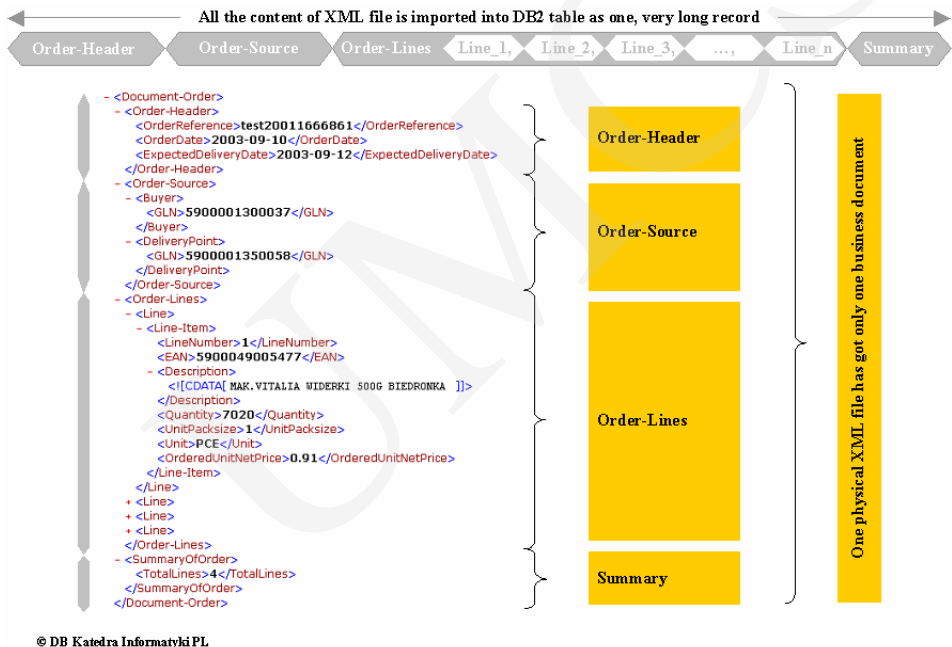 All the content of XML file is imported into DB2 table as one, very long record
Order-Header Order-Source Order-Lines Line_1, Line_2, Line_3, ..., Line_n Summary
- <Document-Order>
- <Order-Header>
<OrderReference>test20011666861</OrderReference>
<OrderDate>2003-09-10</OrderDate>
<ExpectedDeliveryDate>2003-09-12</ExpectedDeliveryDate>
</Order-Header>
- <Order-Source>
- <Buyer>
<GLN>5900001300037</GLN>
</Buyer>
- <DeliveryPoint>
<GLN>5900001350058</GLN>
</DeliveryPoint>
</Order-Source>
- <Order-Lines>
- <Line>
- <Line-Item>
<LineNumber>1</LineNumber>
<EAN>5900049005477</EAN>
- <Description>
<![CDATA[ MAK.VITALIA WIDERKI 500G BIEDRONKA ]]>
</Description>
<Quantity>7020</Quantity>
<UnitPacksize>1</UnitPacksize>
<Unit>PCE</Unit>
<OrderedUnitNetPrice>0.91</OrderedUnitNetPrice>
</Line-Item>
</Line>
+ <Line>
+ <Line>
+ <Line>
</Order-Lines>
- <SummaryOfOrder>
<TotalLines>4</TotalLines>
</SummaryOfOrder>
</Document-Order>
Order-Header
Order-Source
Order-Lines
Summary
One physical XML file has got only one business document
UMCS
© DB Katedra Informatyki PL